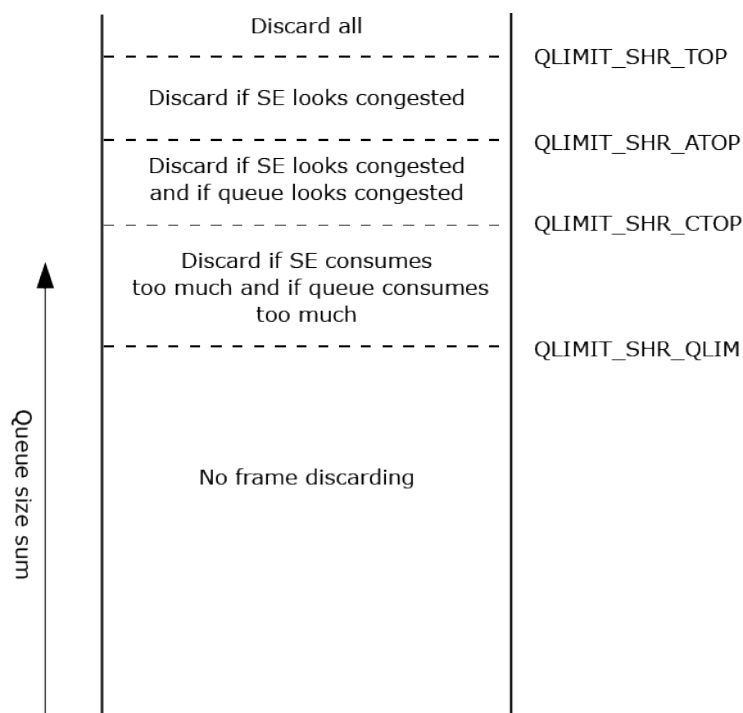 Discard all
QLIMIT_SHR_TOP
Discard if SE looks congested
QLIMIT_SHR_ATOP
Discard if SE looks congested
and if queue looks congested
QLIMIT_SHR_CTOP
Discard if SE consumes
too much and if queue consumes
too much
QLIMIT_SHR_QLIM
Queue size sum
No frame discarding